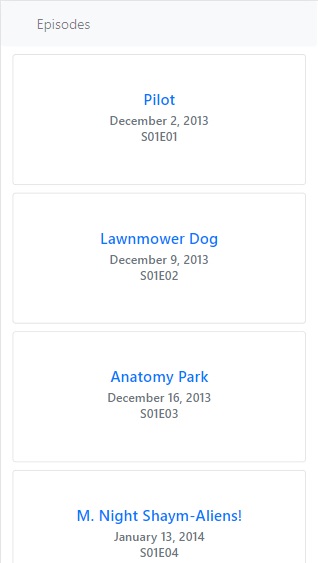 Episodes
Pilot
December 2, 2013
S01E01
Lawnmower Dog
December 9, 2013
S01E02
Anatomy Park
December 16, 2013
S01E03
M. Night Shaym-Aliens!
January 13, 2014
S01E04